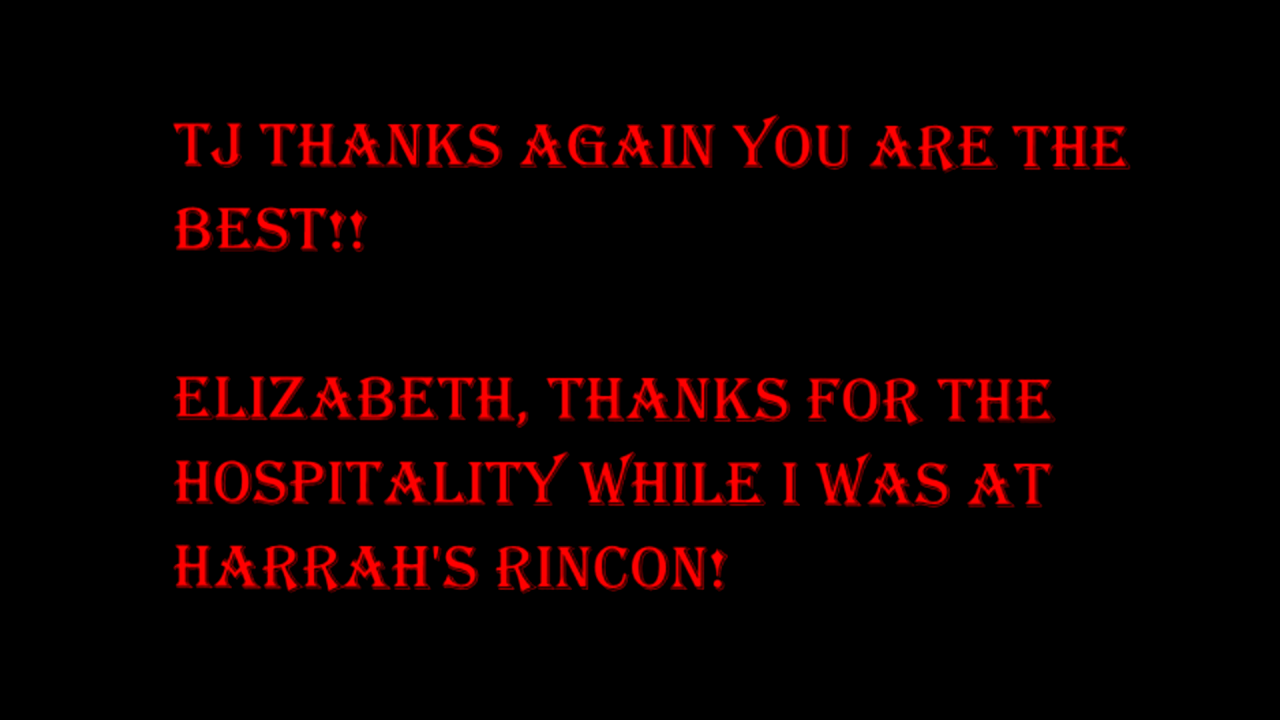 TJ THANKS AGAIN YOU ARE THE
BEST!!
ELIZABETH, THANKS FOR THE
HOSPITALITY WHILE I WAS AT
HARRAH'S RINCON!